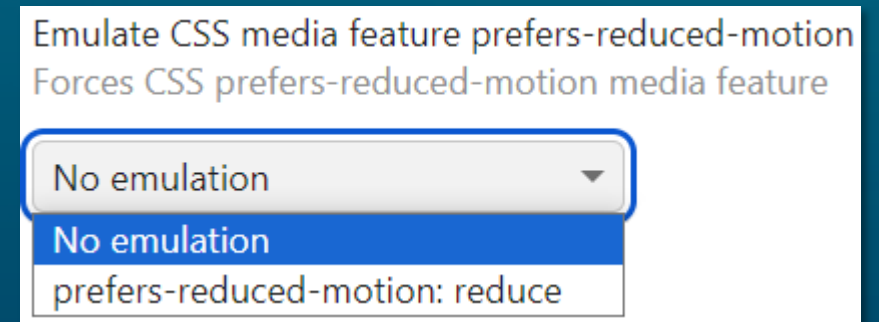 Emulate CSS media feature prefers-reduced-motion
Forces CSS prefers-reduced-motion media feature
No emulation
No emulation
prefers-reduced-motion: reduce